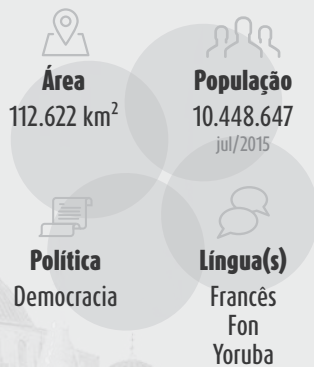 Área
112.622 km²
População
10.448.647
jul/2015
Política
Democracia
Língua(s)
Francês
Fon
Yoruba